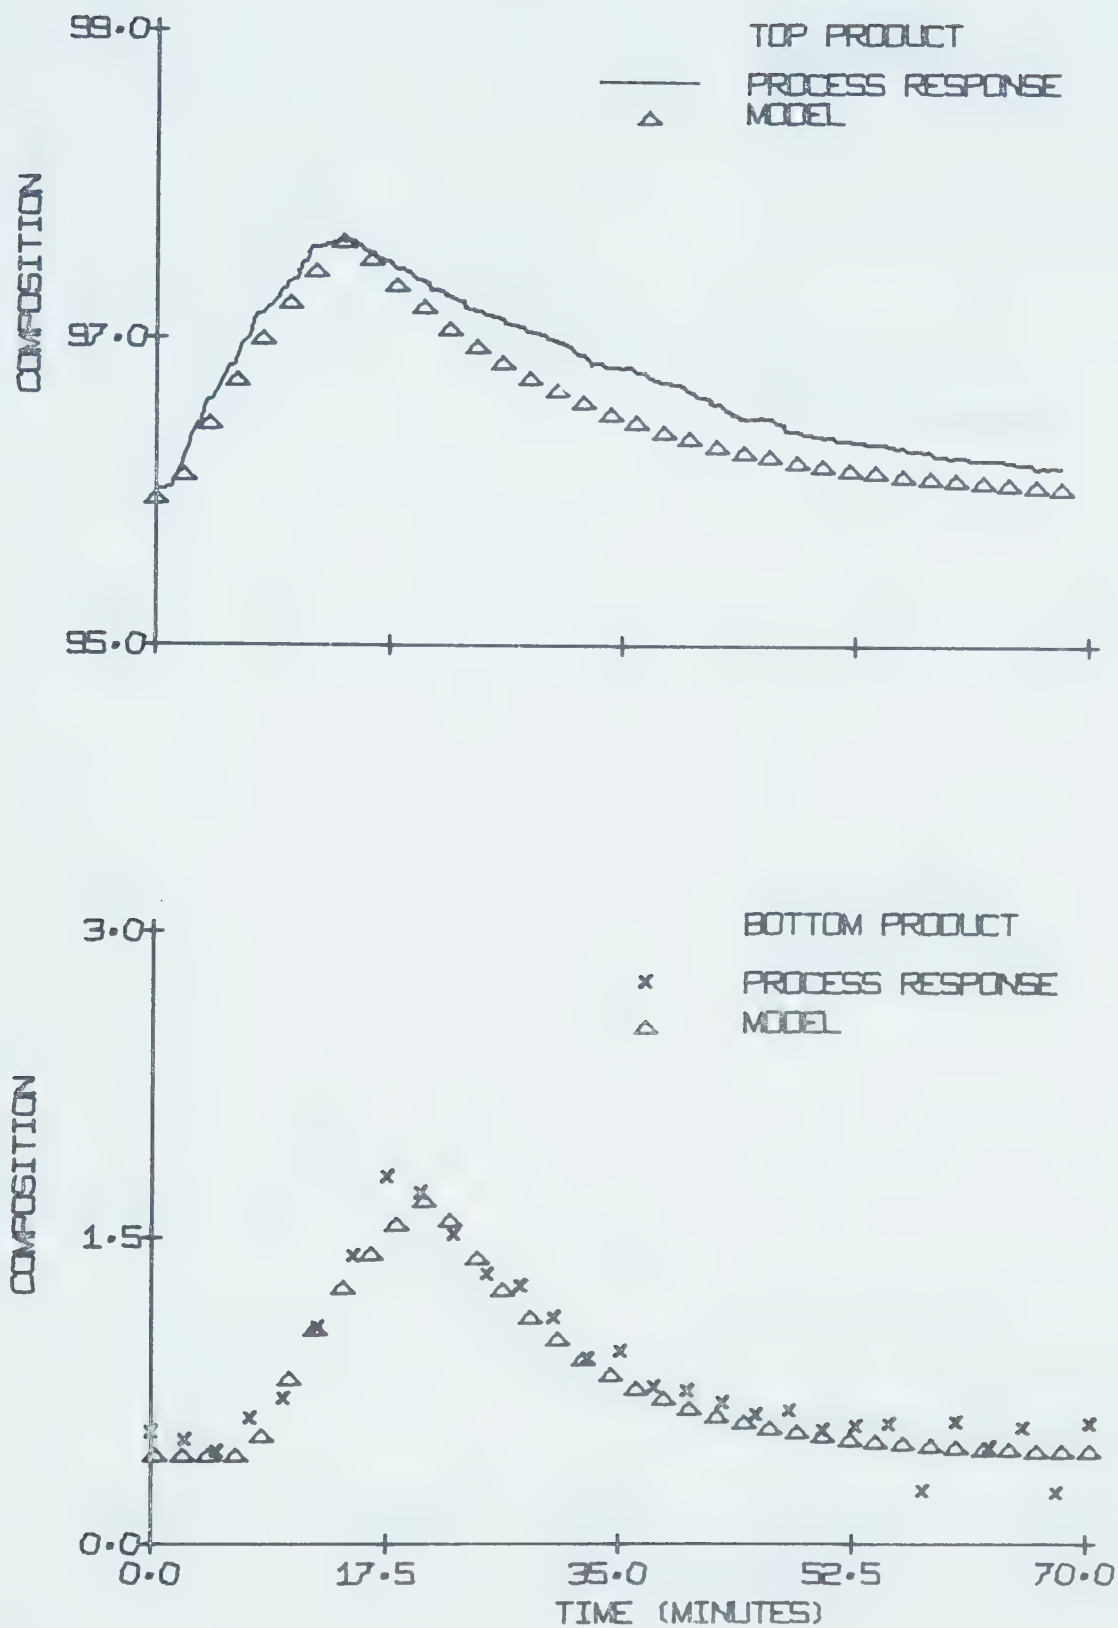 99.0
TOP PRODUCT
PROCESS RESPONSE
MODEL
COMPOSITION
97.0
95.0
3.0
BOTTOM PRODUCT
PROCESS RESPONSE
MODEL
COMPOSITION
1.5
0.0
0.0 17.5 35.0 52.5 70.0
TIME (MINUTES)